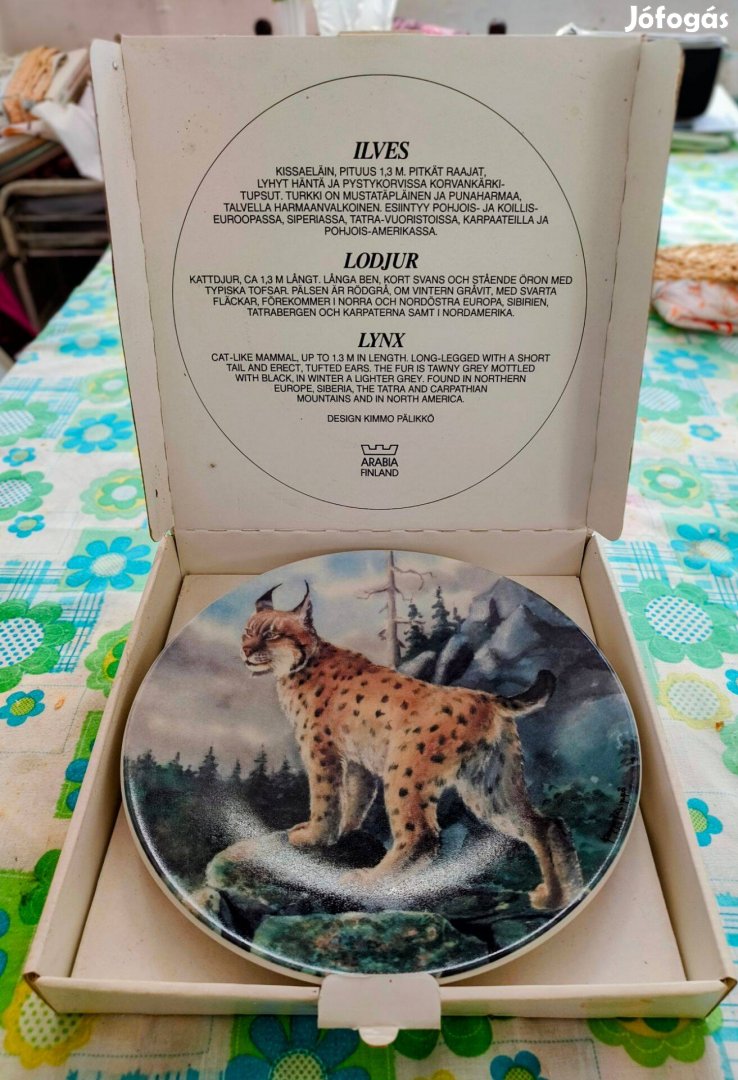 Jófogás
ILVES
KISSAELÄIN, PITUUS 1,3 M. PITKÄT RAAJAT,
LYHYT HÄNTÄ JA PYSTYKORVISSA KORVANKÄRKI-
TUPSUT. TURKKI ON MUSTATÄPLÄINEN JA PUNAHARMAA,
TALVELLA HARMAANVALKOINEN. ESIINTYY POHJOIS- JA KOILLIS-
EUROOPASSA, SIPERIASSA, TATRA-VUORISTOISSA, KARPAATEILLA JA
POHJOIS-AMERIKASSA.
LODJUR
KATTDJUR, CA 1,3 M LÅNGT. LÅNGA BEN, KORT SVANS OCH STÅENDE ÖRON MED
TYPISKA TOFSAR. PÄLSEN ÄR RÖDGRÅ, OM VINTERN GRÅVIT, MED SVARTA
FLÄCKAR, FÖREKOMMER I NORRA OCH NORDÖSTRA EUROPA, SIBIRIEN,
TATRABERGEN OCH KARPATERNA SAMT I NORDAMERIKA.
LYNX
CAT-LIKE MAMMAL, UP TO 1.3 M IN LENGTH. LONG-LEGGED WITH A SHORT
TAIL AND ERECT, TUFTED EARS. THE FUR IS TAWNY GREY MOTTLED
WITH BLACK, IN WINTER A LIGHTER GREY. FOUND IN NORTHERN
EUROPE, SIBERIA, THE TATRA AND CARPATHIAN
MOUNTAINS AND IN NORTH AMERICA.
DESIGN KIMMO PÄLIKKÖ
ARABIA
FINLAND